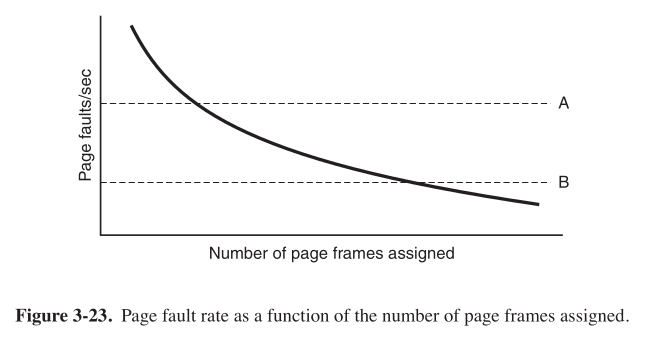 Page faults/sec
A
B
Number of page frames assigned
Figure 3-23. Page fault rate as a function of the number of page frames assigned.